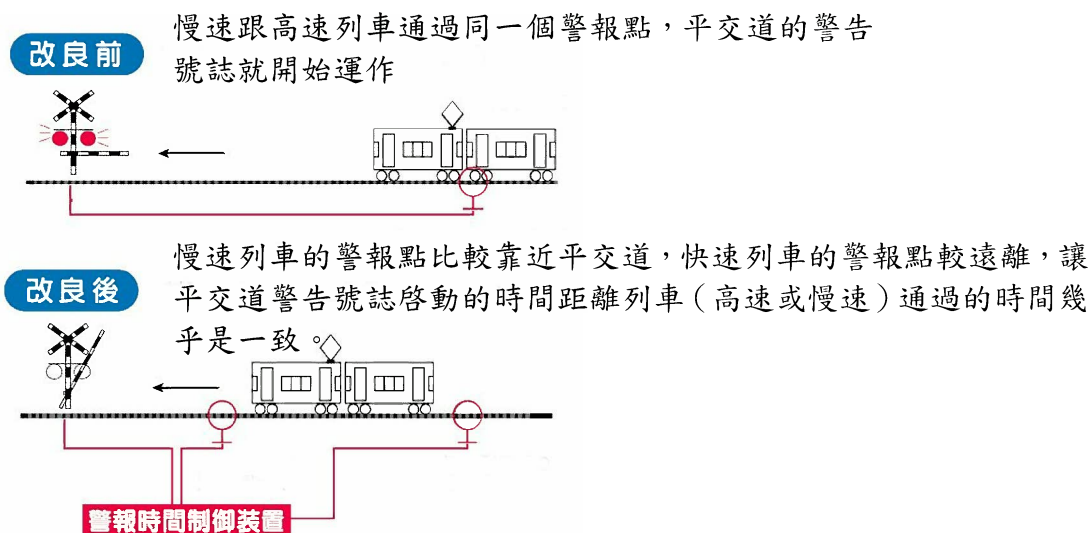 慢速跟高速列車通過同一個警報點，平交道的警告
改良前
號誌就開始運作
慢速列車的警報點比較靠近平交道，快速列車的警報點較遠離，讓
改良後
平交道警告號誌啓動的時間距離列車（高速或慢速）通過的時間幾
乎是一致。
警報時間制御裝置